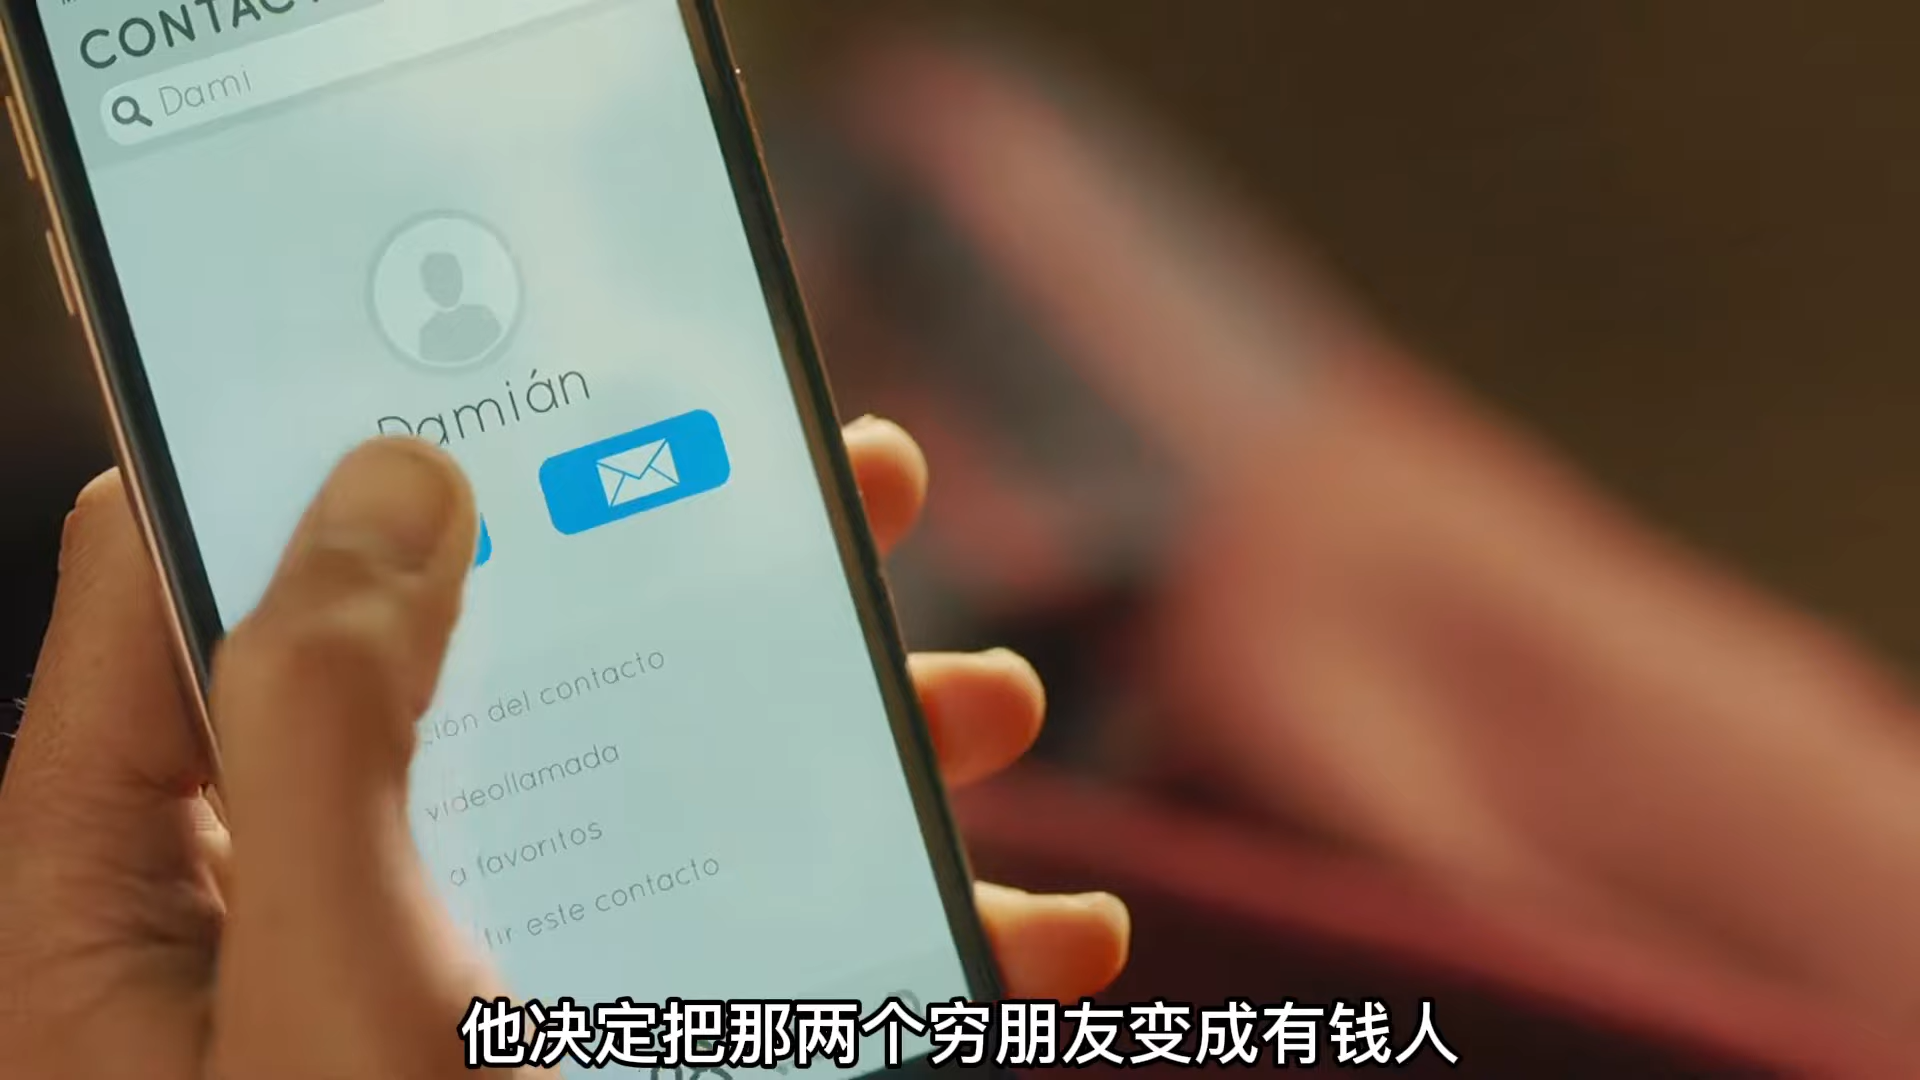 CONTAC
Dami
Damián
ión del contacto
videollamada
a favoritos
tir este contacto
他决定把那两个穷朋友变成有钱人